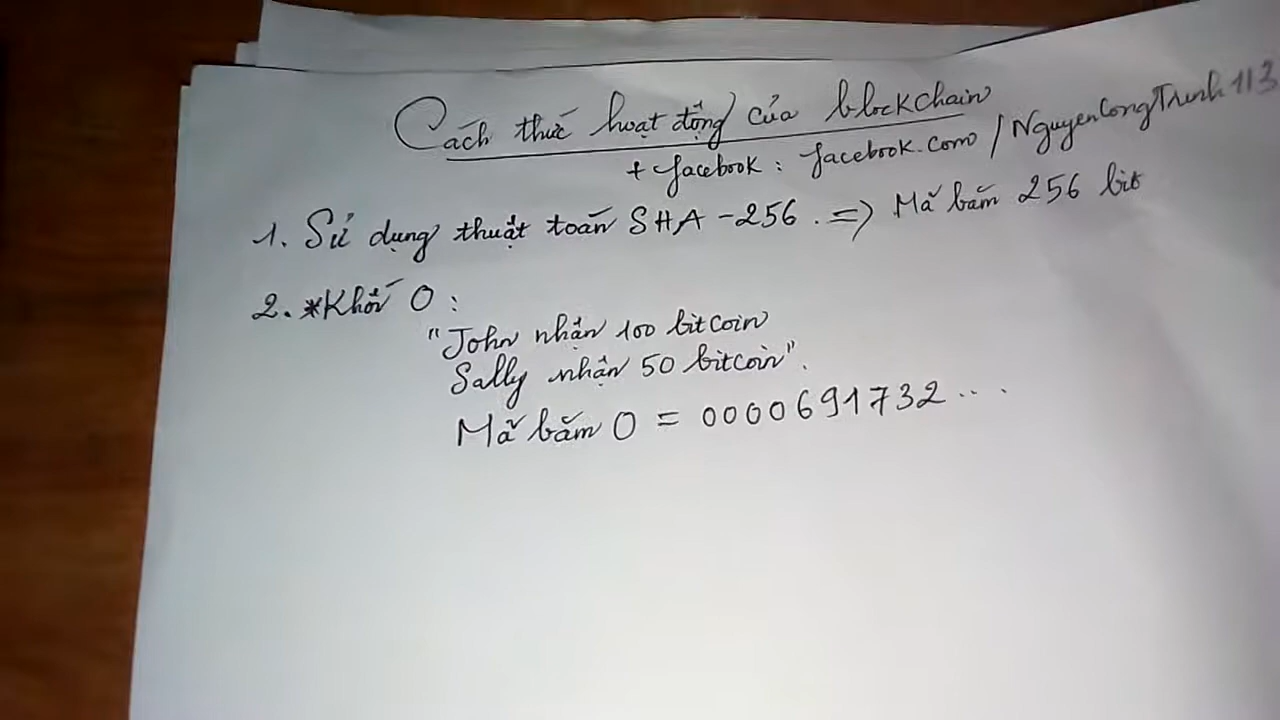 Cách thức hoạt động của blockchain
+ facebook: facebook.com/NguyenCongTrinh113
1. Sử dụng thuật toán SHA-256. => Mã băm 256 bit
2. *Khối 0:
"John nhận 100 bitcoin
Sally nhận 50 bitcoin".
Mã băm 0 = 0000691732....